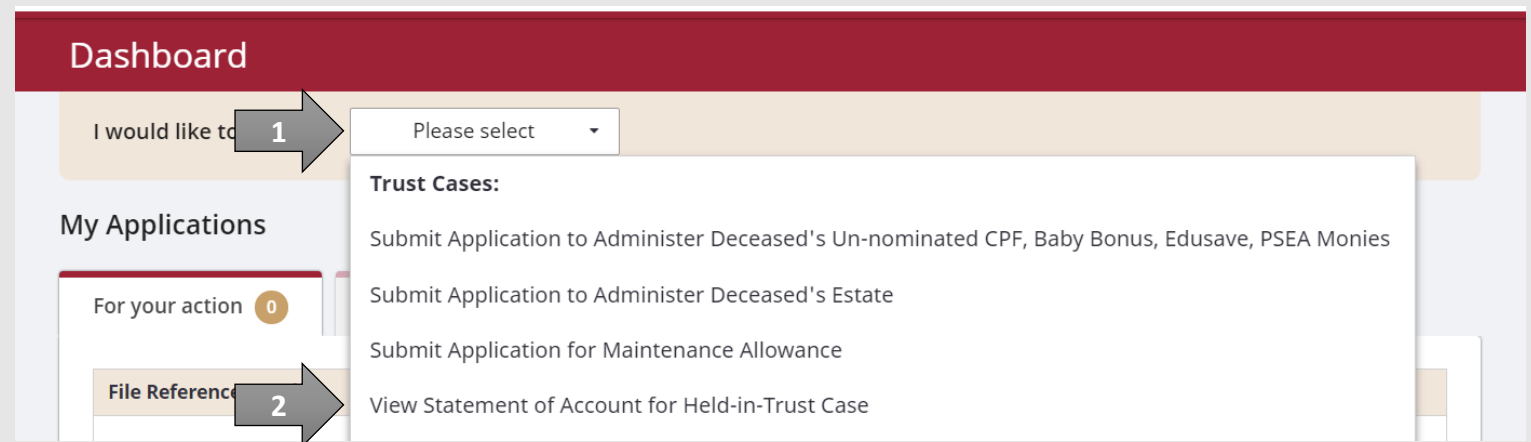 Dashboard
I would like to
1
Please select
Trust Cases:
My Applications
Submit Application to Administer Deceased's Un-nominated CPF, Baby Bonus, Edusave, PSEA Monies
Submit Application to Administer Deceased's Estate
For your action 0
Submit Application for Maintenance Allowance
File Reference
2
View Statement of Account for Held-in-Trust Case